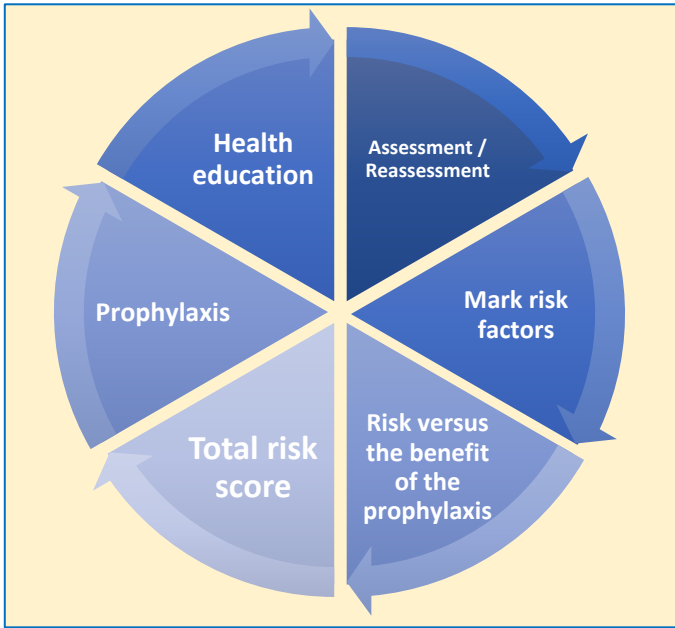 Assessment /
Reassessment
Mark risk
factors
Risk versus
the benefit
of the
prophylaxis
Total risk
score
Prophylaxis
Health
education